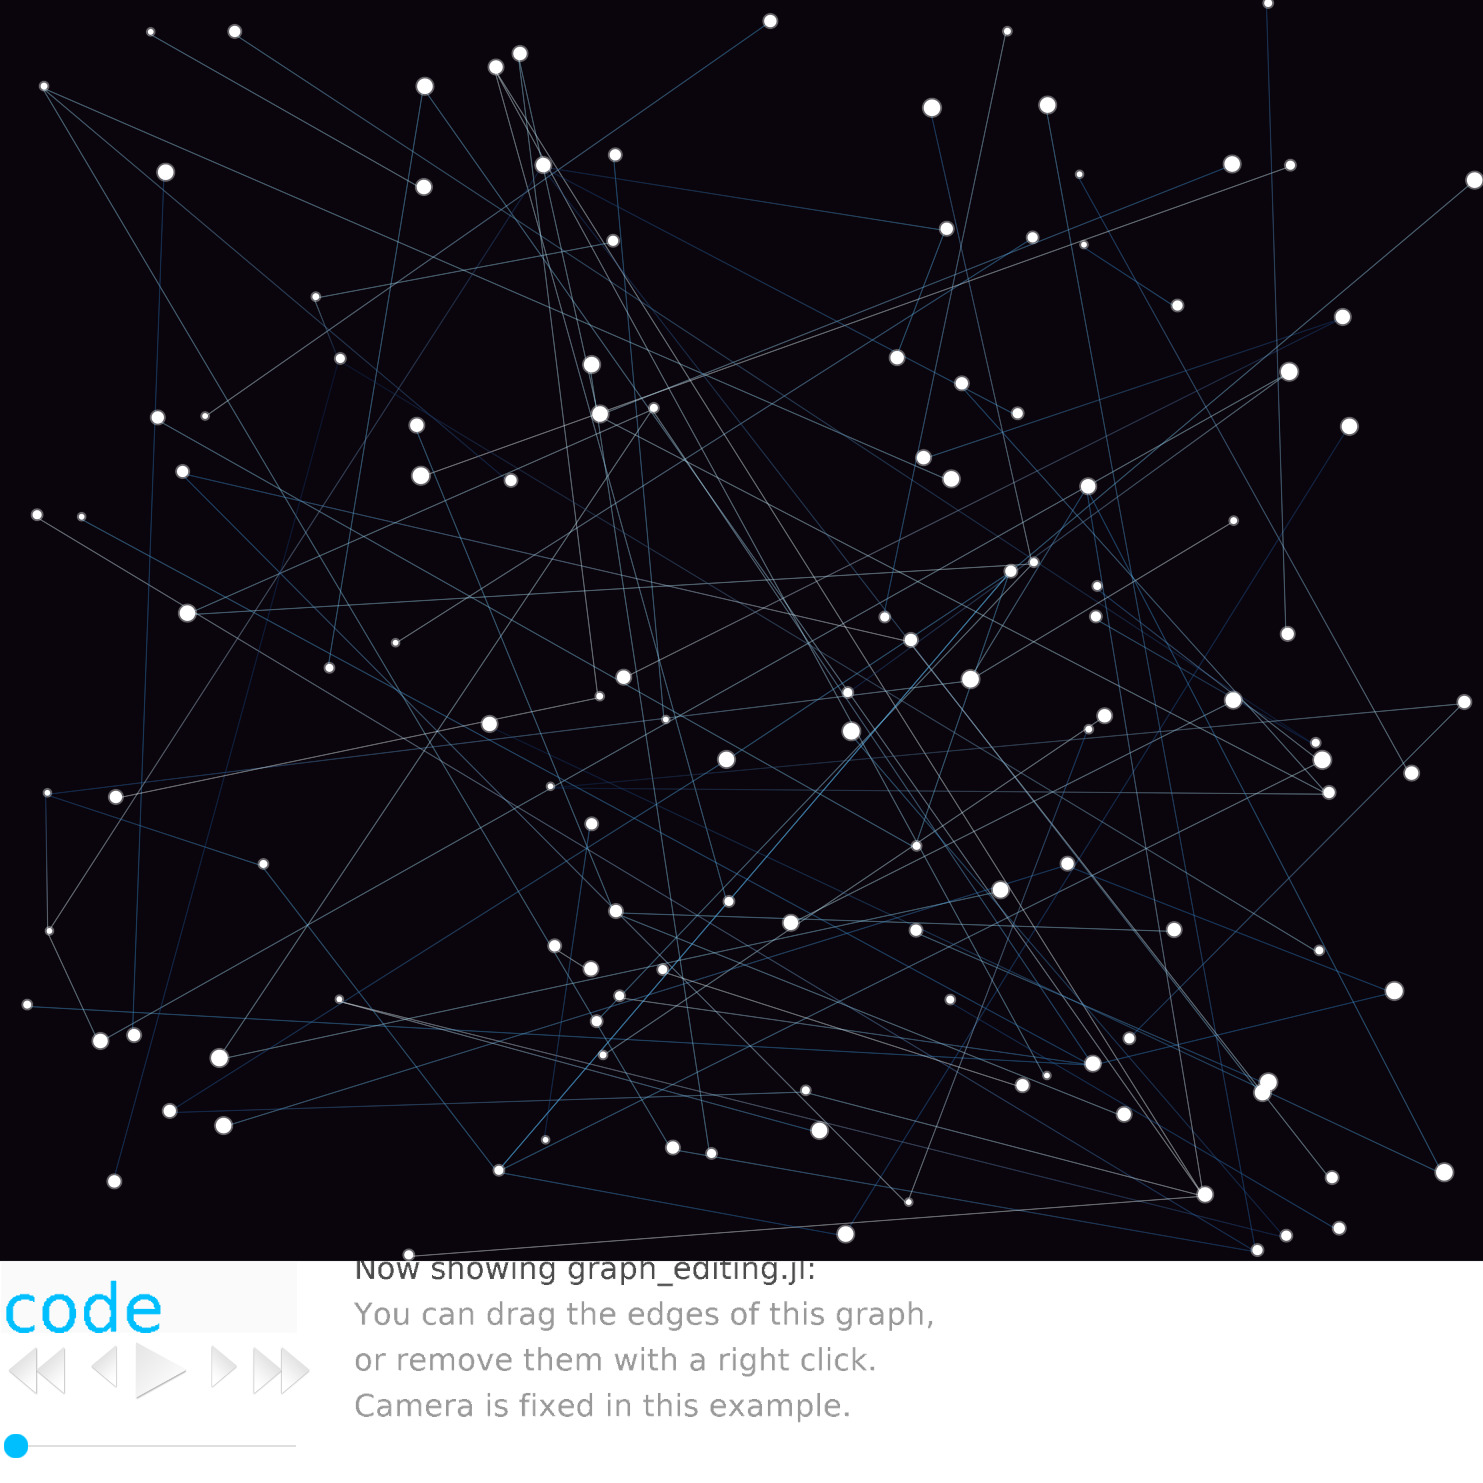 Now showing graph_editing.jl:
code
You can drag the edges of this graph,
or remove them with a right click.
Camera is fixed in this example.